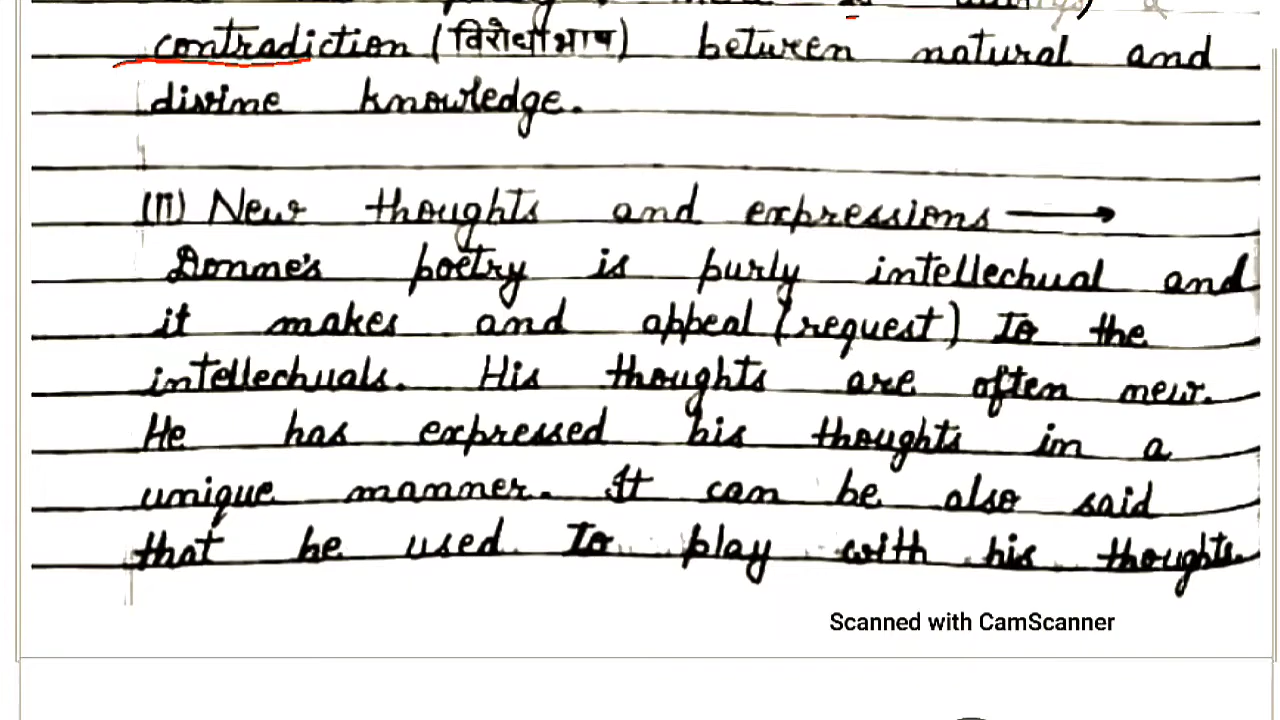 contradiction (विरोधाभाष) betwen natural and
divine knowledge.
(II) New thoughts and expressions →
Donne's poetry is purly intellechual and
it makes and appeal (request) to the
intellechuals. His thoughts are often new.
He has expressed his thoughts in a
unique manner. It can be also said
that he used to play with his thoughts.
Scanned with CamScanner